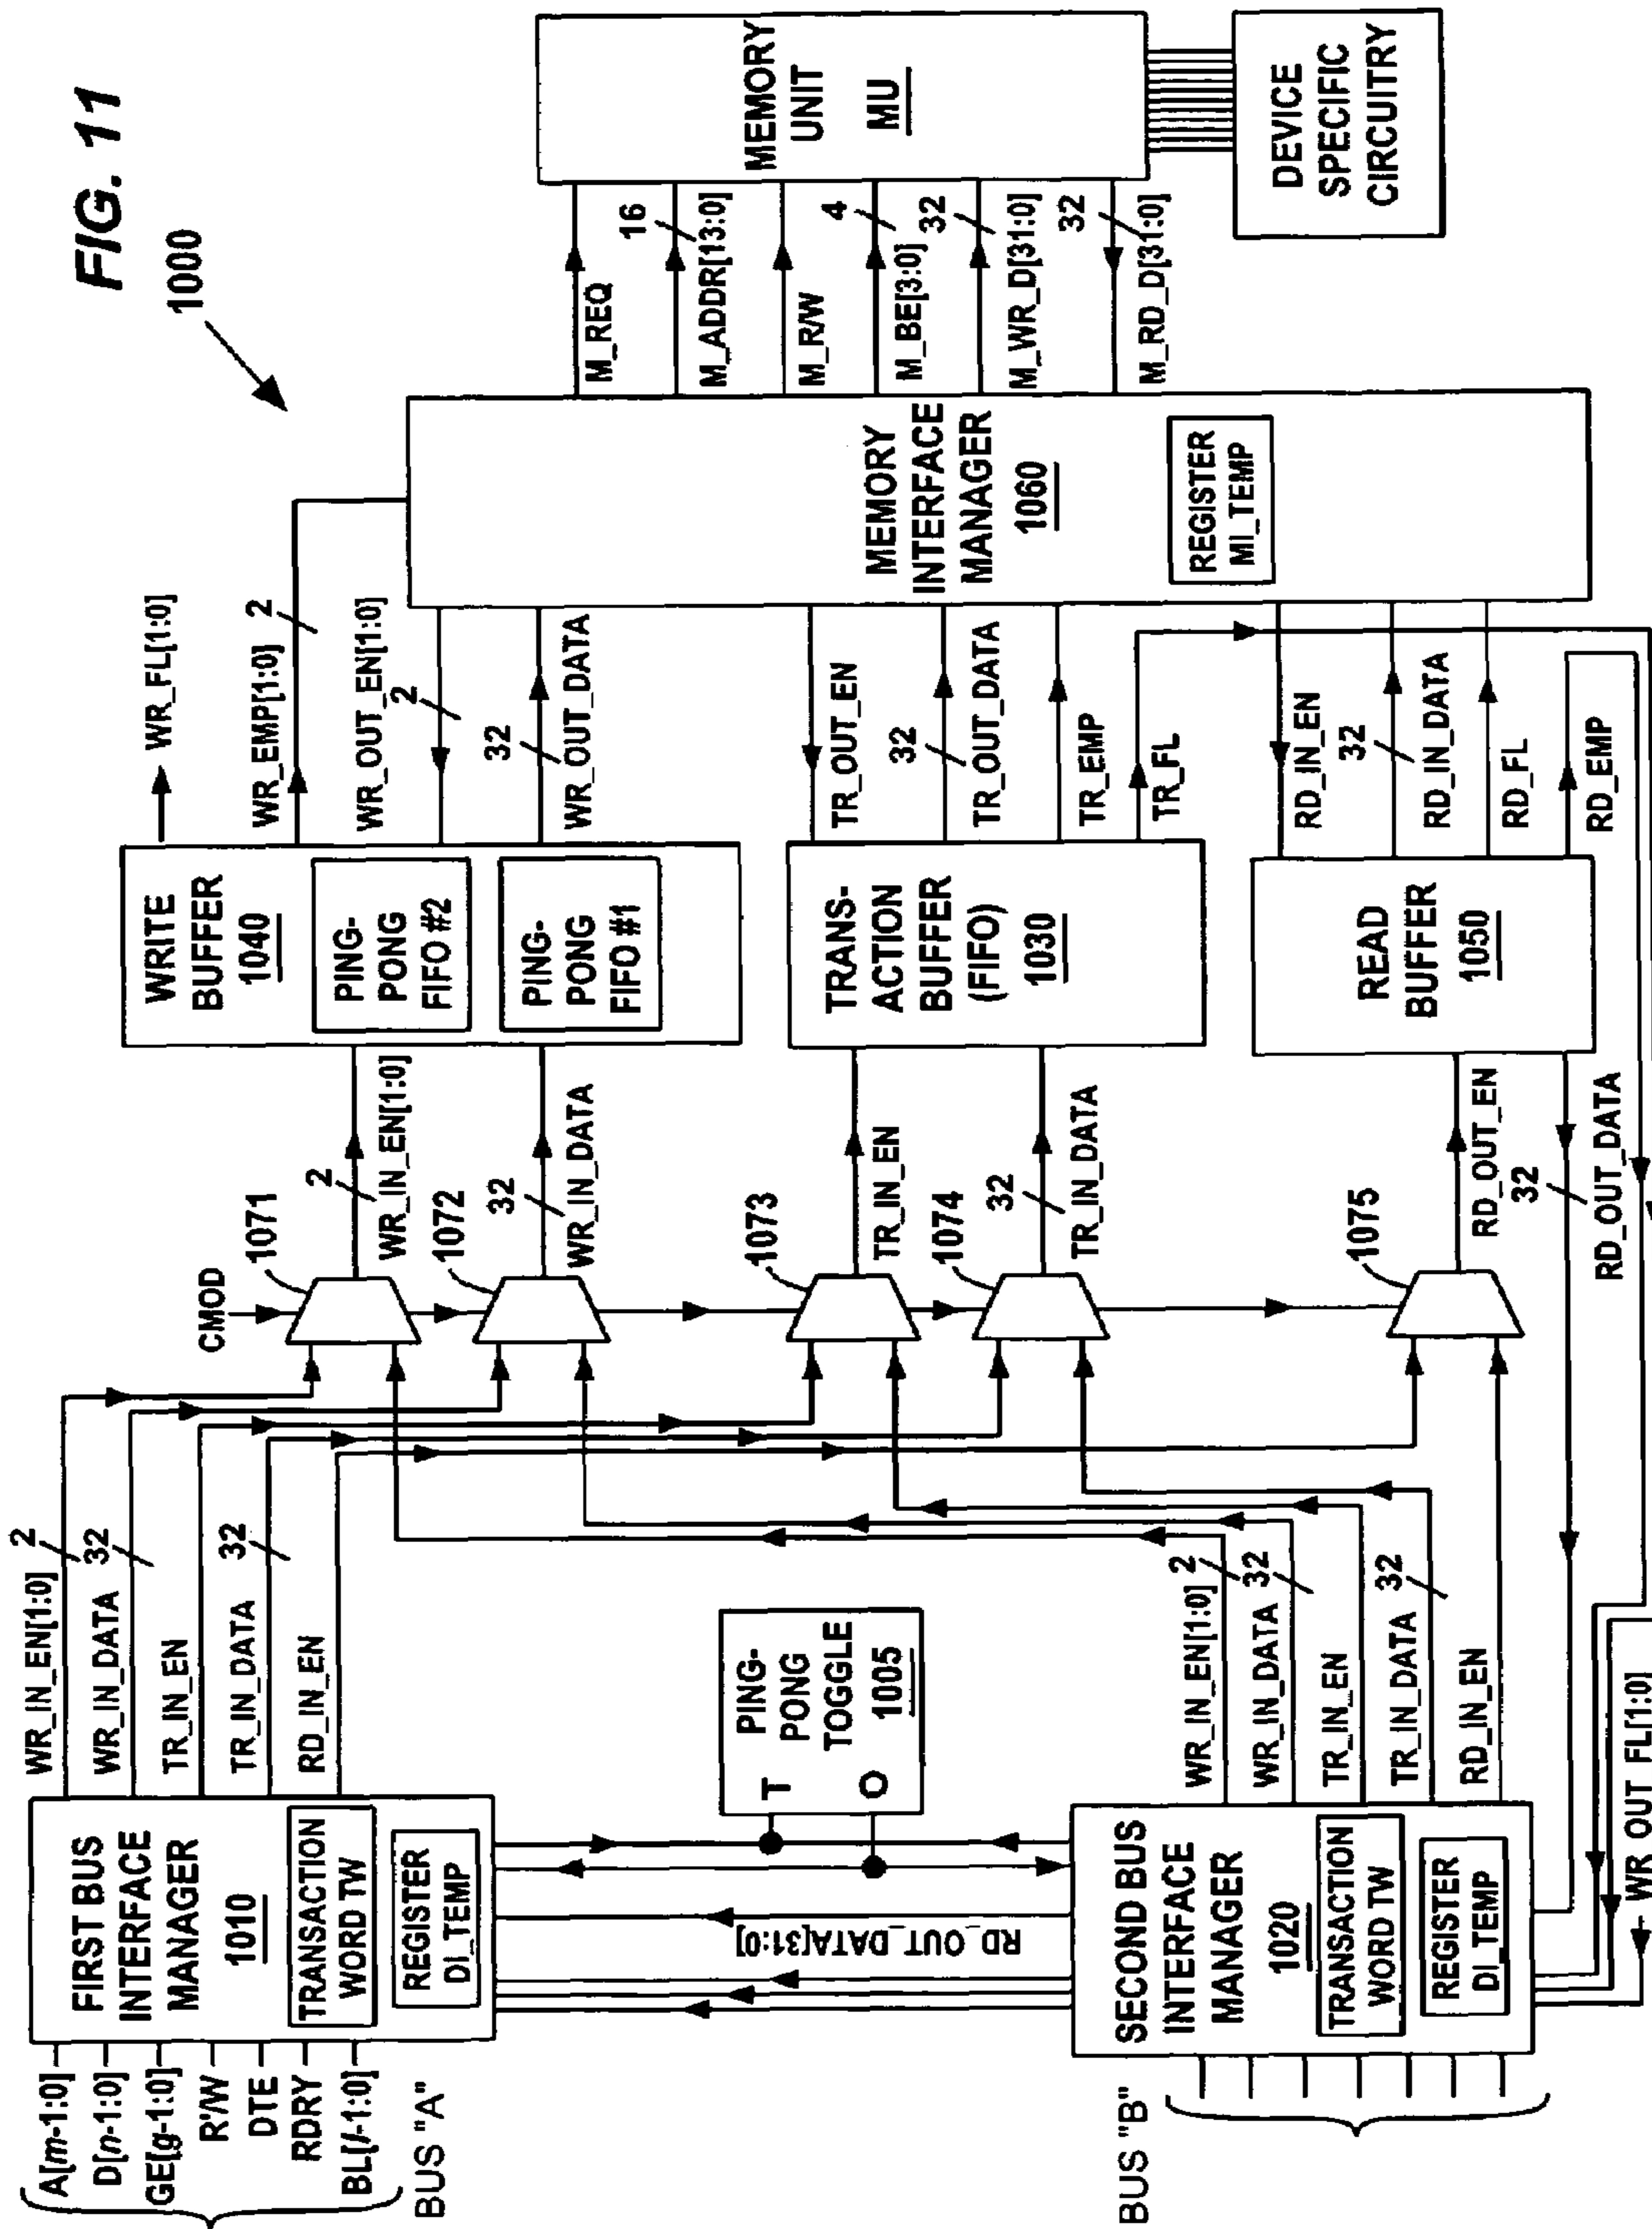 FIG. 11
1000
A[m-1:0]
D[n-1:0]
GE[g-1:0]
R'/W
DTE
RDRY
BL[l-1:0]
BUS "A"
FIRST BUS
INTERFACE
MANAGER
1010
TRANSACTION
WORD TW
REGISTER
DI_TEMP
WR_IN_EN[1:0]
2
WR_IN_DATA
32
TR_IN_EN
TR_IN_DATA
32
RD_IN_EN
PING-
PONG
TOGGLE
1005
T
O
RD_OUT_DATA[31:0]
BUS "B"
SECOND BUS
INTERFACE
MANAGER
1020
TRANSACTION
WORD TW
REGISTER
DI_TEMP
WR_IN_EN[1:0]
2
WR_IN_DATA
32
TR_IN_EN
TR_IN_DATA
32
RD_IN_EN
WR_OUT_FL[1:0]
CMOD
1071
1072
1073
1074
1075
2
WR_IN_EN[1:0]
32
WR_IN_DATA
TR_IN_EN
32
TR_IN_DATA
RD_OUT_EN
32
RD_OUT_DATA
WRITE
BUFFER
1040
PING-
PONG
FIFO #2
PING-
PONG
FIFO #1
TRANS-
ACTION
BUFFER
(FIFO)
1030
READ
BUFFER
1050
WR_FL[1:0]
WR_EMP[1:0]
2
WR_OUT_EN[1:0]
2
32
WR_OUT_DATA
TR_OUT_EN
32
TR_OUT_DATA
TR_EMP
TR_FL
RD_IN_EN
32
RD_IN_DATA
RD_FL
RD_EMP
MEMORY
INTERFACE
MANAGER
1060
REGISTER
MI_TEMP
M_REQ
16
M_ADDR[13:0]
M_R/W
4
M_BE[3:0]
32
M_WR_D[31:0]
32
M_RD_D[31:0]
MEMORY
UNIT
MU
DEVICE
SPECIFIC
CIRCUITRY